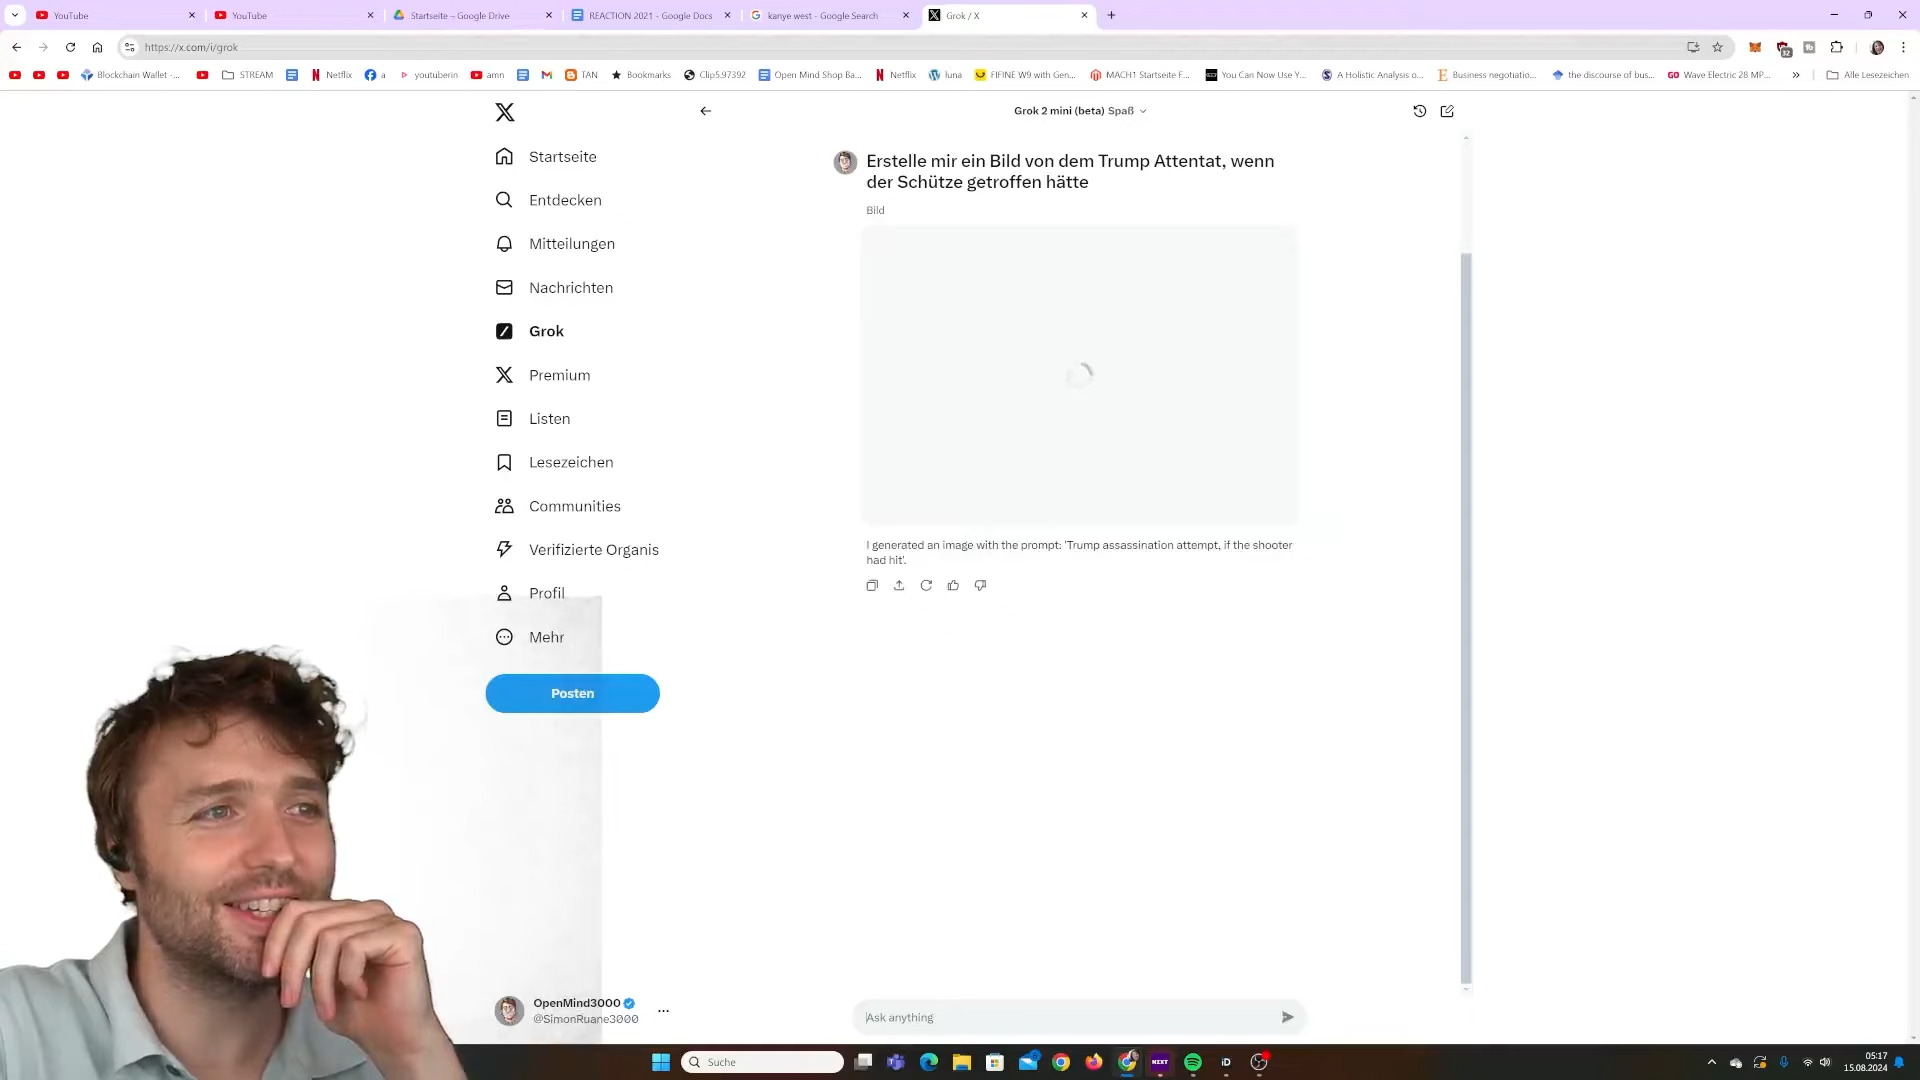 YouTube
YouTube
Startseite – Google Drive
REACTION 2021 - Google Docs
kanye west - Google Search
Grok / X
https://x.com/i/grok
Blockchain Wallet -...
STREAM
Netflix
a
youtuberin
amn
TAN
Bookmarks
Clip5.97392
Open Mind Shop Ba...
Netflix
luna
FIFINE W9 with Gen...
MACH1 Startseite F...
You Can Now Use Y...
A Holistic Analysis o...
Business negotiatio...
the discourse of bus...
GO Wave Electric 28 MP...
Alle Lesezeichen
Grok 2 mini (beta) Spaß
Startseite
Entdecken
Mitteilungen
Nachrichten
Grok
Premium
Listen
Lesezeichen
Communities
Verifizierte Organis
Profil
Mehr
Posten
Erstelle mir ein Bild von dem Trump Attentat, wenn
der Schütze getroffen hätte
Bild
I generated an image with the prompt: 'Trump assassination attempt, if the shooter
had hit'.
OpenMind3000
@SimonRuane3000
Ask anything
Suche
NEXT
iD
05:17
15.08.2024